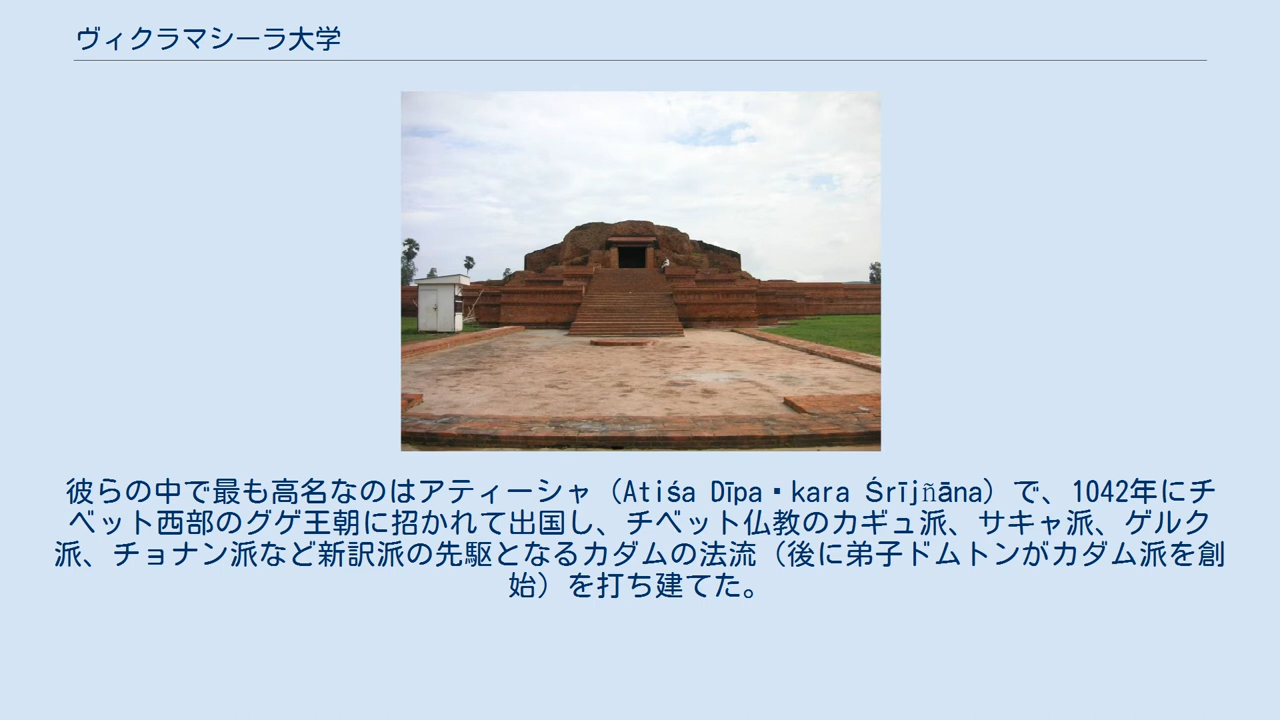 ヴィクラマシーラ大学
彼らの中で最も高名なのはアティーシャ（Atiśa Dīpa▪kara Śrījñāna）で、1042年にチ
ベット西部のグゲ王朝に招かれて出国し、チベット仏教のカギュ派、サキャ派、ゲルク
派、チョナン派など新訳派の先駆となるカダムの法流（後に弟子ドムトンがカダム派を創
始）を打ち建てた。